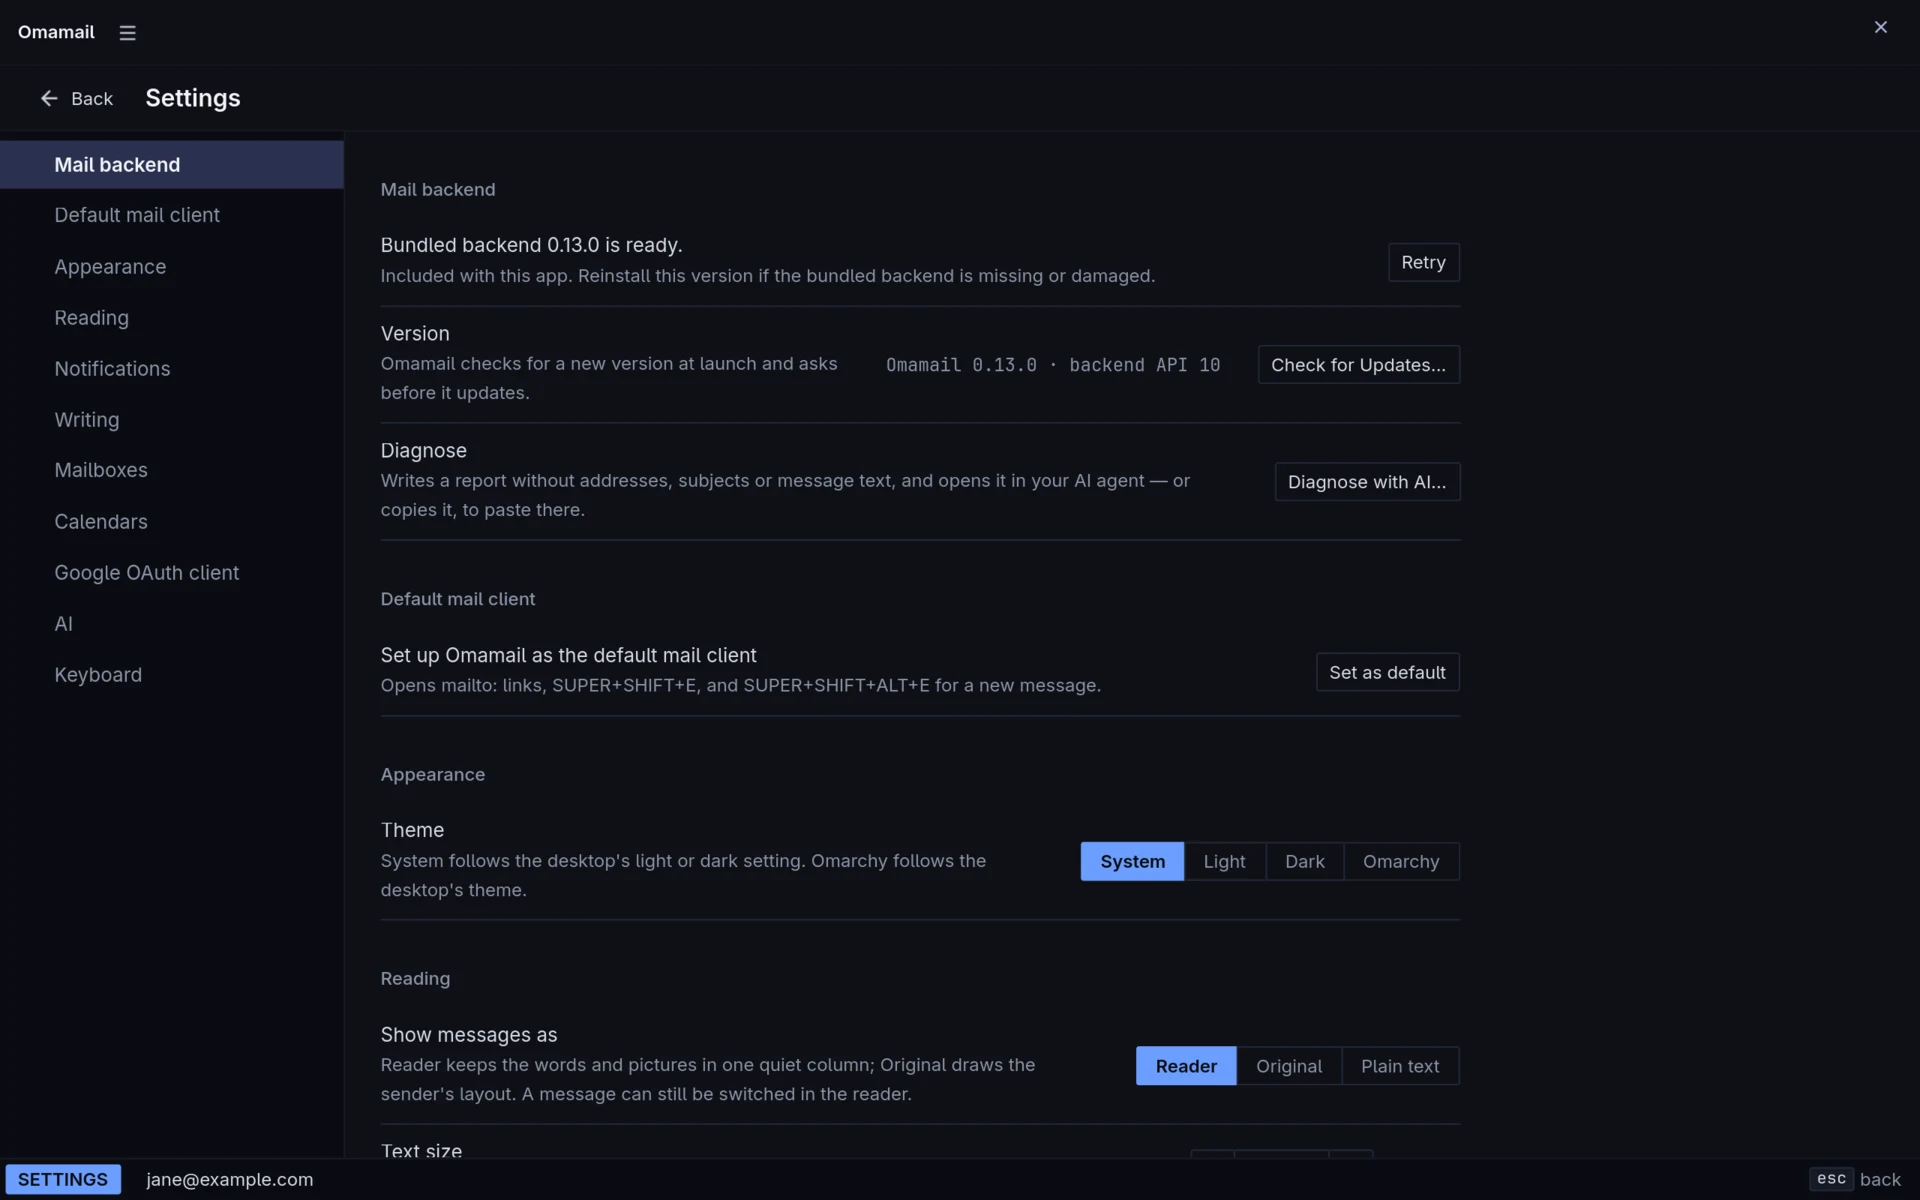 Omamail
Back
Settings
Mail backend
Default mail client
Appearance
Reading
Notifications
Writing
Mailboxes
Calendars
Google OAuth client
AI
Keyboard
Mail backend
Bundled backend 0.13.0 is ready.
Included with this app. Reinstall this version if the bundled backend is missing or damaged.
Retry
Version
Omamail checks for a new version at launch and asks
before it updates.
Omamail 0.13.0 · backend API 10
Check for Updates...
Diagnose
Writes a report without addresses, subjects or message text, and opens it in your AI agent — or
copies it, to paste there.
Diagnose with AI...
Default mail client
Set up Omamail as the default mail client
Opens mailto: links, SUPER+SHIFT+E, and SUPER+SHIFT+ALT+E for a new message.
Set as default
Appearance
Theme
System follows the desktop's light or dark setting. Omarchy follows the
desktop's theme.
System Light Dark Omarchy
Reading
Show messages as
Reader keeps the words and pictures in one quiet column; Original draws the
sender's layout. A message can still be switched in the reader.
Reader Original Plain text
Text size
SETTINGS jane@example.com
esc back